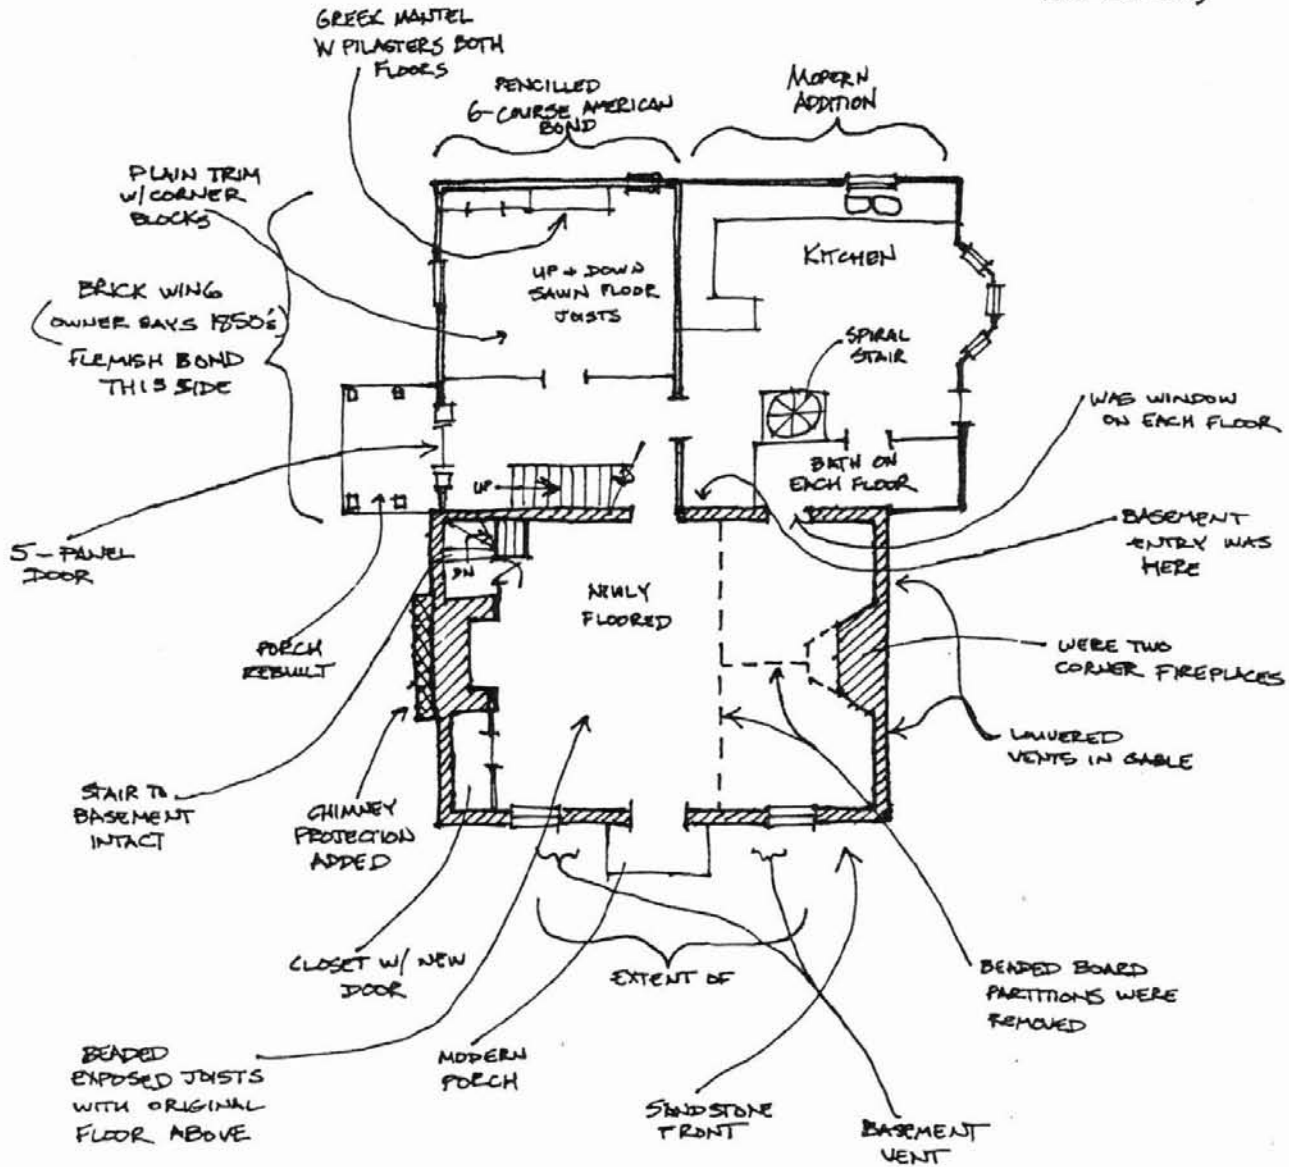 GREEK MANTEL
W PILASTERS BOTH
FLOORS
PENCILLED
6-COURSE AMERICAN
BOND
MODERN
ADDITION
PLAIN TRIM
W/CORNER
BLOCKS
BRICK WING
(OWNER SAYS 1850's)
FLEMISH BOND
THIS SIDE
UP + DOWN
SAWN FLOOR
JOISTS
KITCHEN
SPIRAL
STAIR
WAS WINDOW
ON EACH FLOOR
BATH ON
EACH FLOOR
UP
5-PANEL
DOOR
BASEMENT
ENTRY WAS
HERE
DN
NEWLY
FLOORED
PORCH
REBUILT
WERE TWO
CORNER FIREPLACES
LOUVERED
VENTS IN GABLE
STAIR TO
BASEMENT
INTACT
CHIMNEY
PROJECTION
ADDED
CLOSET W/ NEW
DOOR
EXTENT OF
BEADED BOARD
PARTITIONS WERE
REMOVED
BEADED
EXPOSED JOISTS
WITH ORIGINAL
FLOOR ABOVE
MODERN
PORCH
SANDSTONE
FRONT
BASEMENT
VENT